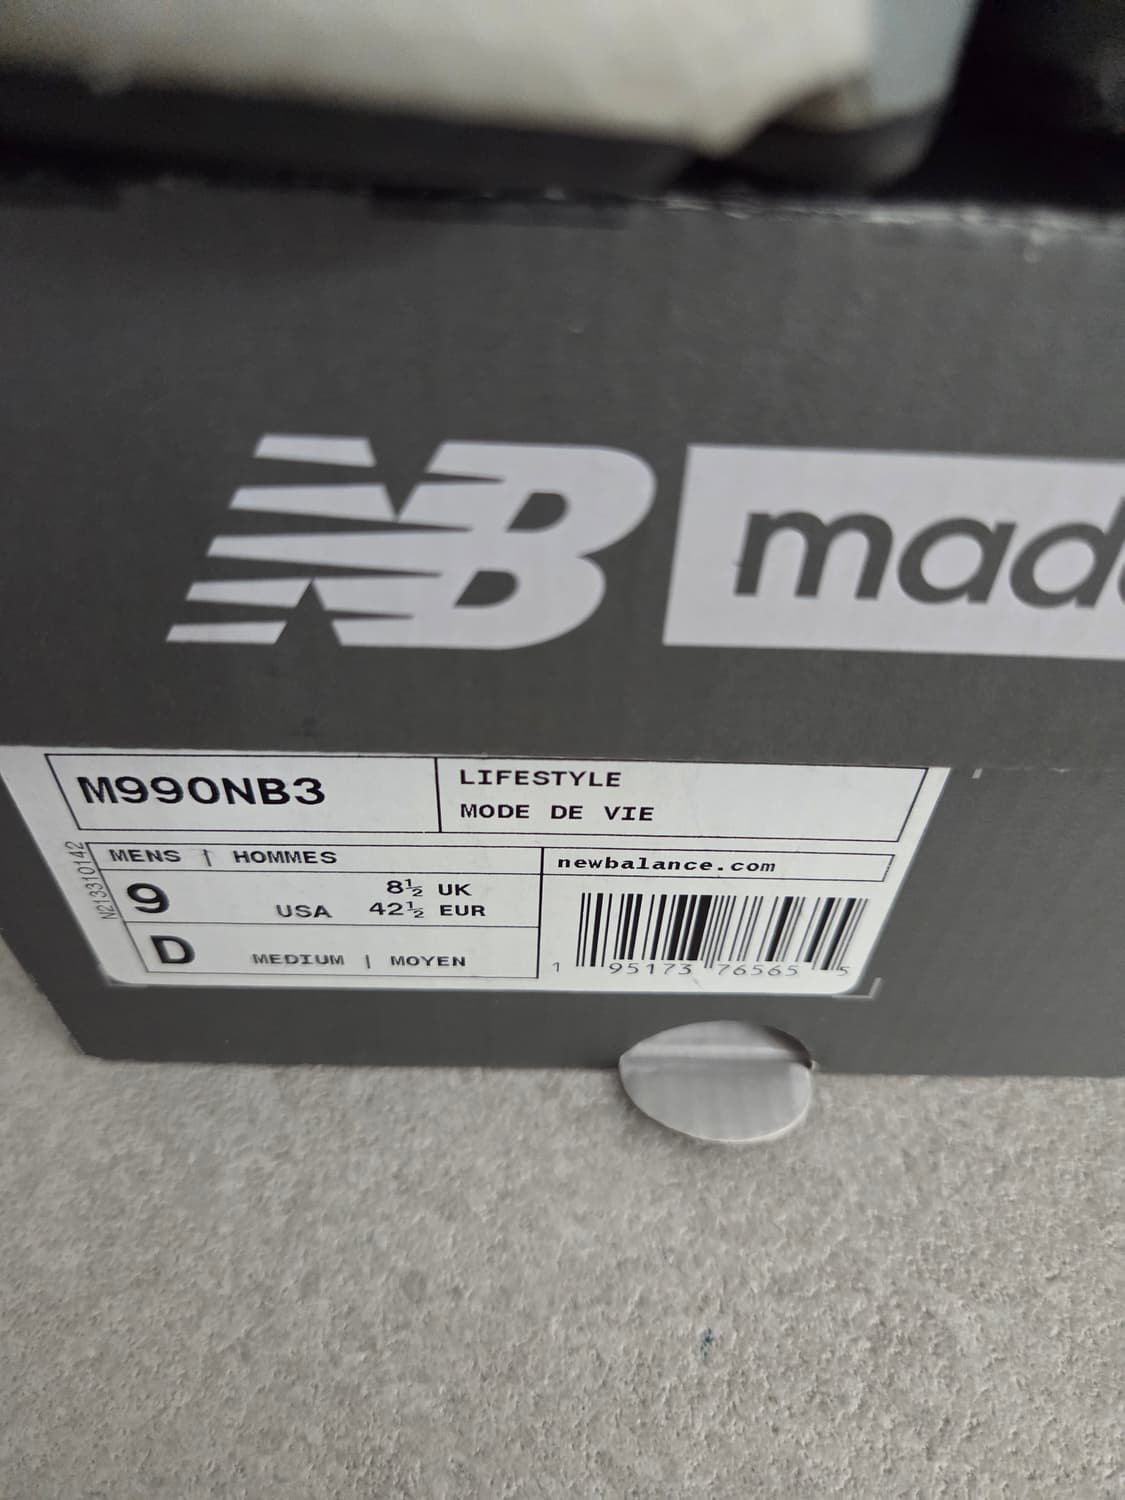 NB
mad
M990NB3
LIFESTYLE
MODE DE VIE
N213310142
MENS | HOMMES
newbalance.com
9
USA
8½ UK
42½ EUR
D
MEDIUM | MOYEN
1 95173 76565 5